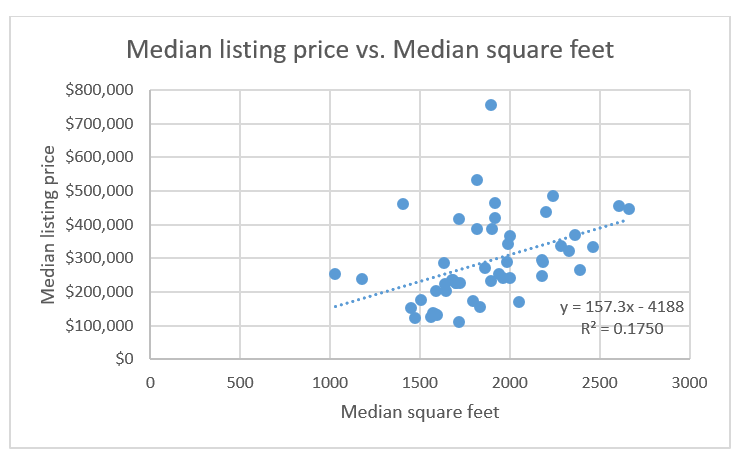 Median listing price vs. Median square feet
$800,000
$700,000
$600,000
$500,000
$400,000
$300,000
$200,000
$100,000
$0
Median listing price
y = 157.3x - 4188
R² = 0.1750
0 500 1000 1500 2000 2500 3000
Median square feet